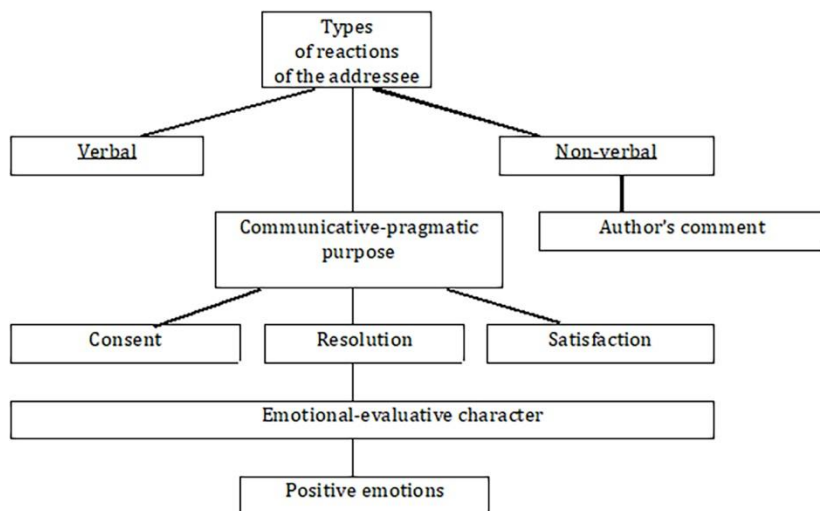 Types
of reactions
of the addressee
Verbal
Non-verbal
Communicative-pragmatic
purpose
Author's comment
Consent
Resolution
Satisfaction
Emotional-evaluative character
Positive emotions